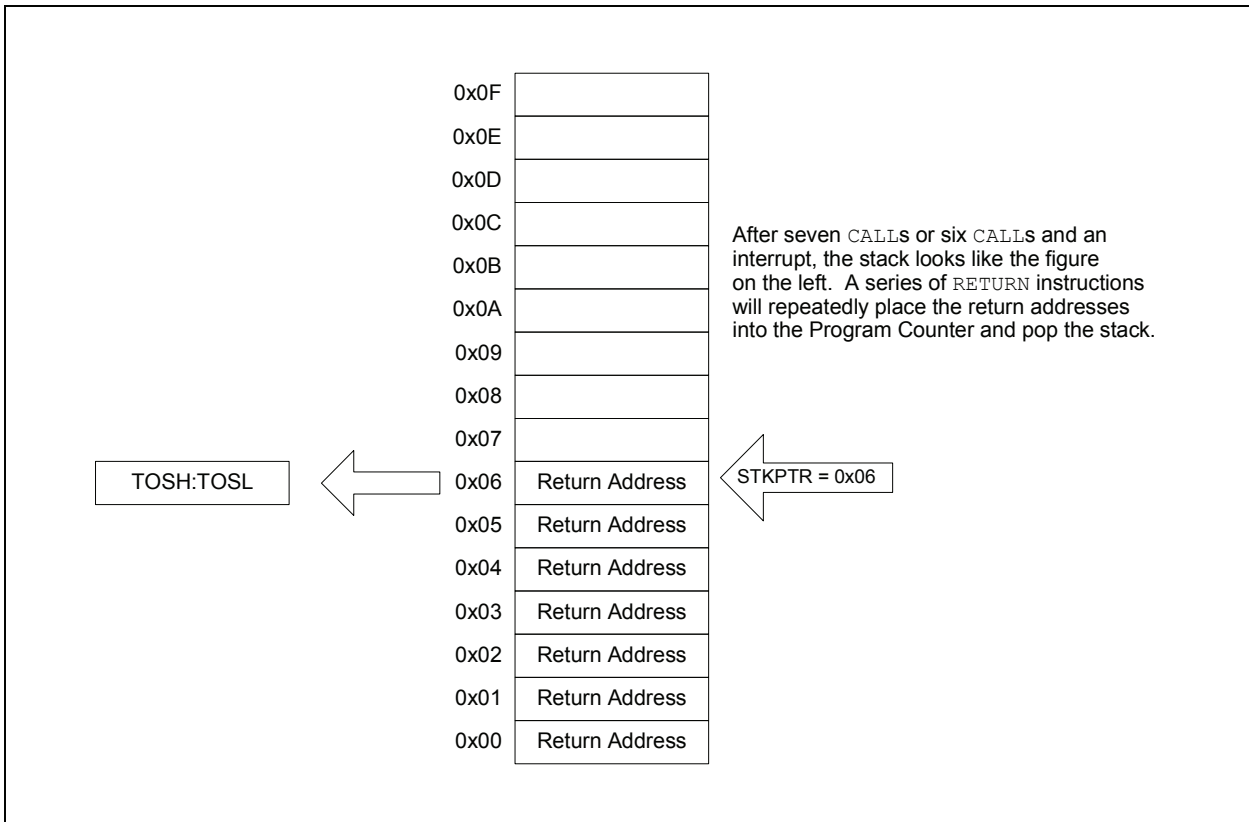 0x0F
0x0E
0x0D
0x0C
0x0B
0x0A
0x09
0x08
0x07
After seven CALLs or six CALLs and an
interrupt, the stack looks like the figure
on the left. A series of RETURN instructions
will repeatedly place the return addresses
into the Program Counter and pop the stack.
TOSH:TOSL
0x06 Return Address
STKPTR = 0x06
0x05 Return Address
0x04 Return Address
0x03 Return Address
0x02 Return Address
0x01 Return Address
0x00 Return Address